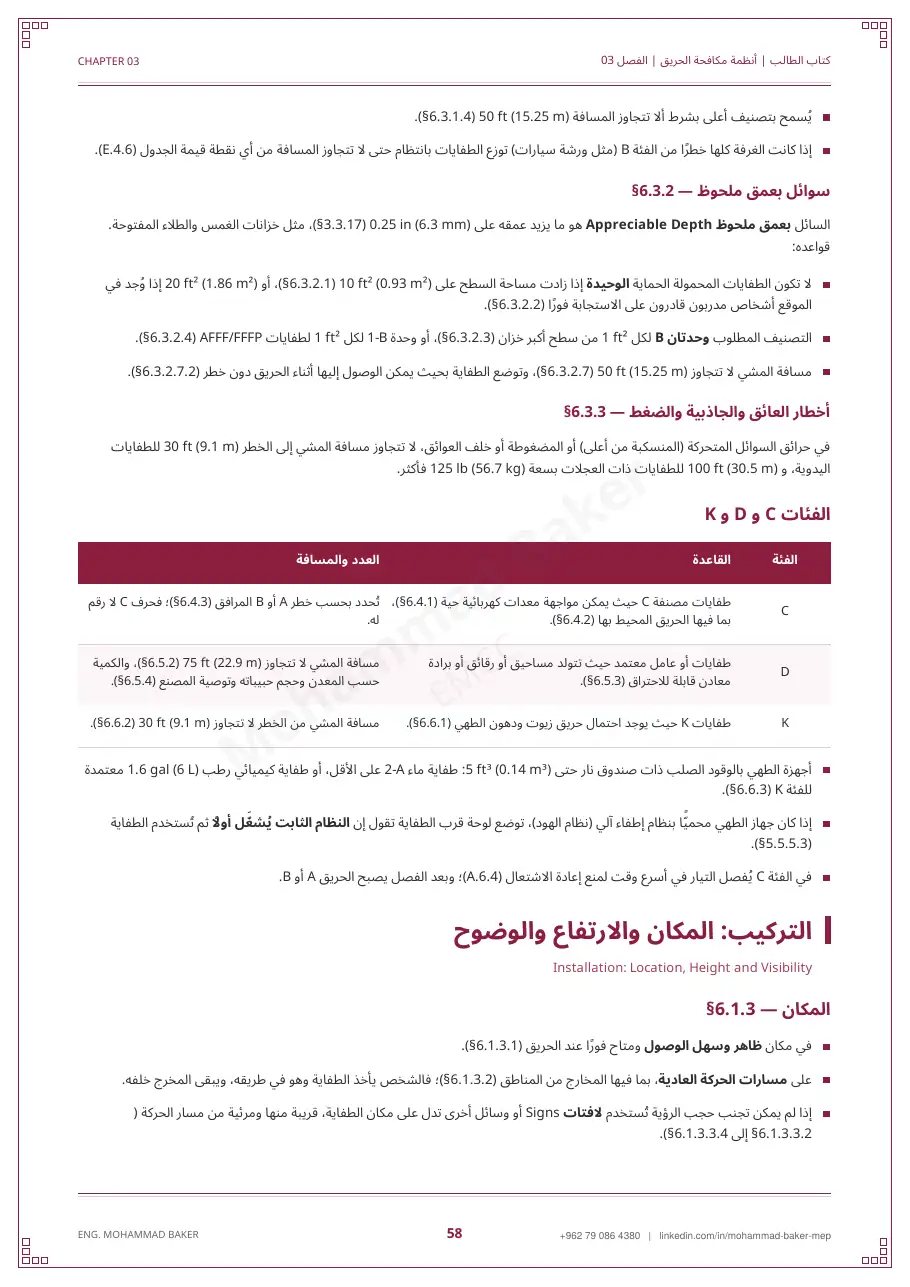 CHAPTER 03
كتاب الطالب | أنظمة مكافحة الحريق | الفصل 03
يُسمح بتصنيف أعلى بشرط ألا تتجاوز المسافة 50 ft (15.25 m) (§6.3.1.4).
إذا كانت الغرفة كلها خطرًا من الفئة B (مثل ورشة سيارات) توزع الطفايات بانتظام حتى لا تتجاوز المسافة من أي نقطة قيمة الجدول (E.4.6).
سوائل بعمق ملحوظ — §6.3.2
السائل بعمق ملحوظ Appreciable Depth هو ما يزيد عمقه على 0.25 in (6.3 mm) (§3.3.17)، مثل خزانات الغمس والطلاء المفتوحة.
قواعده:
لا تكون الطفايات المحمولة الحماية الوحيدة إذا زادت مساحة السطح على 10 ft² (0.93 m²) (§6.3.2.1)، أو 20 ft² (1.86 m²) إذا وُجد في
الموقع أشخاص مدربون قادرون على الاستجابة فورًا (§6.3.2.2).
التصنيف المطلوب وحدتان B لكل 1 ft² من سطح أكبر خزان (§6.3.2.3)، أو وحدة 1-B لكل 1 ft² لطفايات AFFF/FFFP (§6.3.2.4).
مسافة المشي لا تتجاوز 50 ft (15.25 m) (§6.3.2.7)، وتوضع الطفاية بحيث يمكن الوصول إليها أثناء الحريق دون خطر (§6.3.2.7.2).
أخطار العائق والجاذبية والضغط — §6.3.3
في حرائق السوائل المتحركة (المنسكبة من أعلى) أو المضغوطة أو خلف العوائق، لا تتجاوز مسافة المشي إلى الخطر 30 ft (9.1 m) للطفايات
اليدوية، و 100 ft (30.5 m) للطفايات ذات العجلات بسعة 125 lb (56.7 kg) فأكثر.
الفئات C و D و K
الفئة القاعدة العدد والمسافة
C
طفايات مصنفة C حيث يمكن مواجهة معدات كهربائية حية (§6.4.1)،
بما فيها الحريق المحيط بها (§6.4.2).
تُحدد بحسب خطر A أو B المرافق (§6.4.3)؛ فحرف C لا رقم
له.
D
طفايات أو عامل معتمد حيث تتولد مساحيق أو رقائق أو برادة
معادن قابلة للاحتراق (§6.5.3).
مسافة المشي لا تتجاوز 75 ft (22.9 m) (§6.5.2)، والكمية
حسب المعدن وحجم حبيباته وتوصية المصنع (§6.5.4).
K
طفايات K حيث يوجد احتمال حريق زيوت ودهون الطهي (§6.6.1).
مسافة المشي من الخطر لا تتجاوز 30 ft (9.1 m) (§6.6.2).
أجهزة الطهي بالوقود الصلب ذات صندوق نار حتى 5 ft³ (0.14 m³): طفاية ماء 2-A على الأقل، أو طفاية كيميائي رطب 1.6 gal (6 L) معتمدة
للفئة K (§6.6.3).
إذا كان جهاز الطهي محميًّا بنظام إطفاء آلي (نظام الهود)، توضع لوحة قرب الطفاية تقول إن النظام الثابت يُشغَّل أولًا ثم تُستخدم الطفاية
(§5.5.5.3).
في الفئة C يُفصل التيار في أسرع وقت لمنع إعادة الاشتعال (A.6.4)؛ وبعد الفصل يصبح الحريق A أو B.
التركيب: المكان والارتفاع والوضوح
Installation: Location, Height and Visibility
المكان — §6.1.3
في مكان ظاهر وسهل الوصول ومتاح فورًا عند الحريق (§6.1.3.1).
على مسارات الحركة العادية، بما فيها المخارج من المناطق (§6.1.3.2)؛ فالشخص يأخذ الطفاية وهو في طريقه، ويبقى المخرج خلفه.
إذا لم يمكن تجنب حجب الرؤية تُستخدم لافتات Signs أو وسائل أخرى تدل على مكان الطفاية، قريبة منها ومرئية من مسار الحركة (
§6.1.3.3.2 إلى §6.1.3.3.4).
Mohammad Baker
EMCC
ENG. MOHAMMAD BAKER
58
+962 79 086 4380 | linkedin.com/in/mohammad-baker-mep